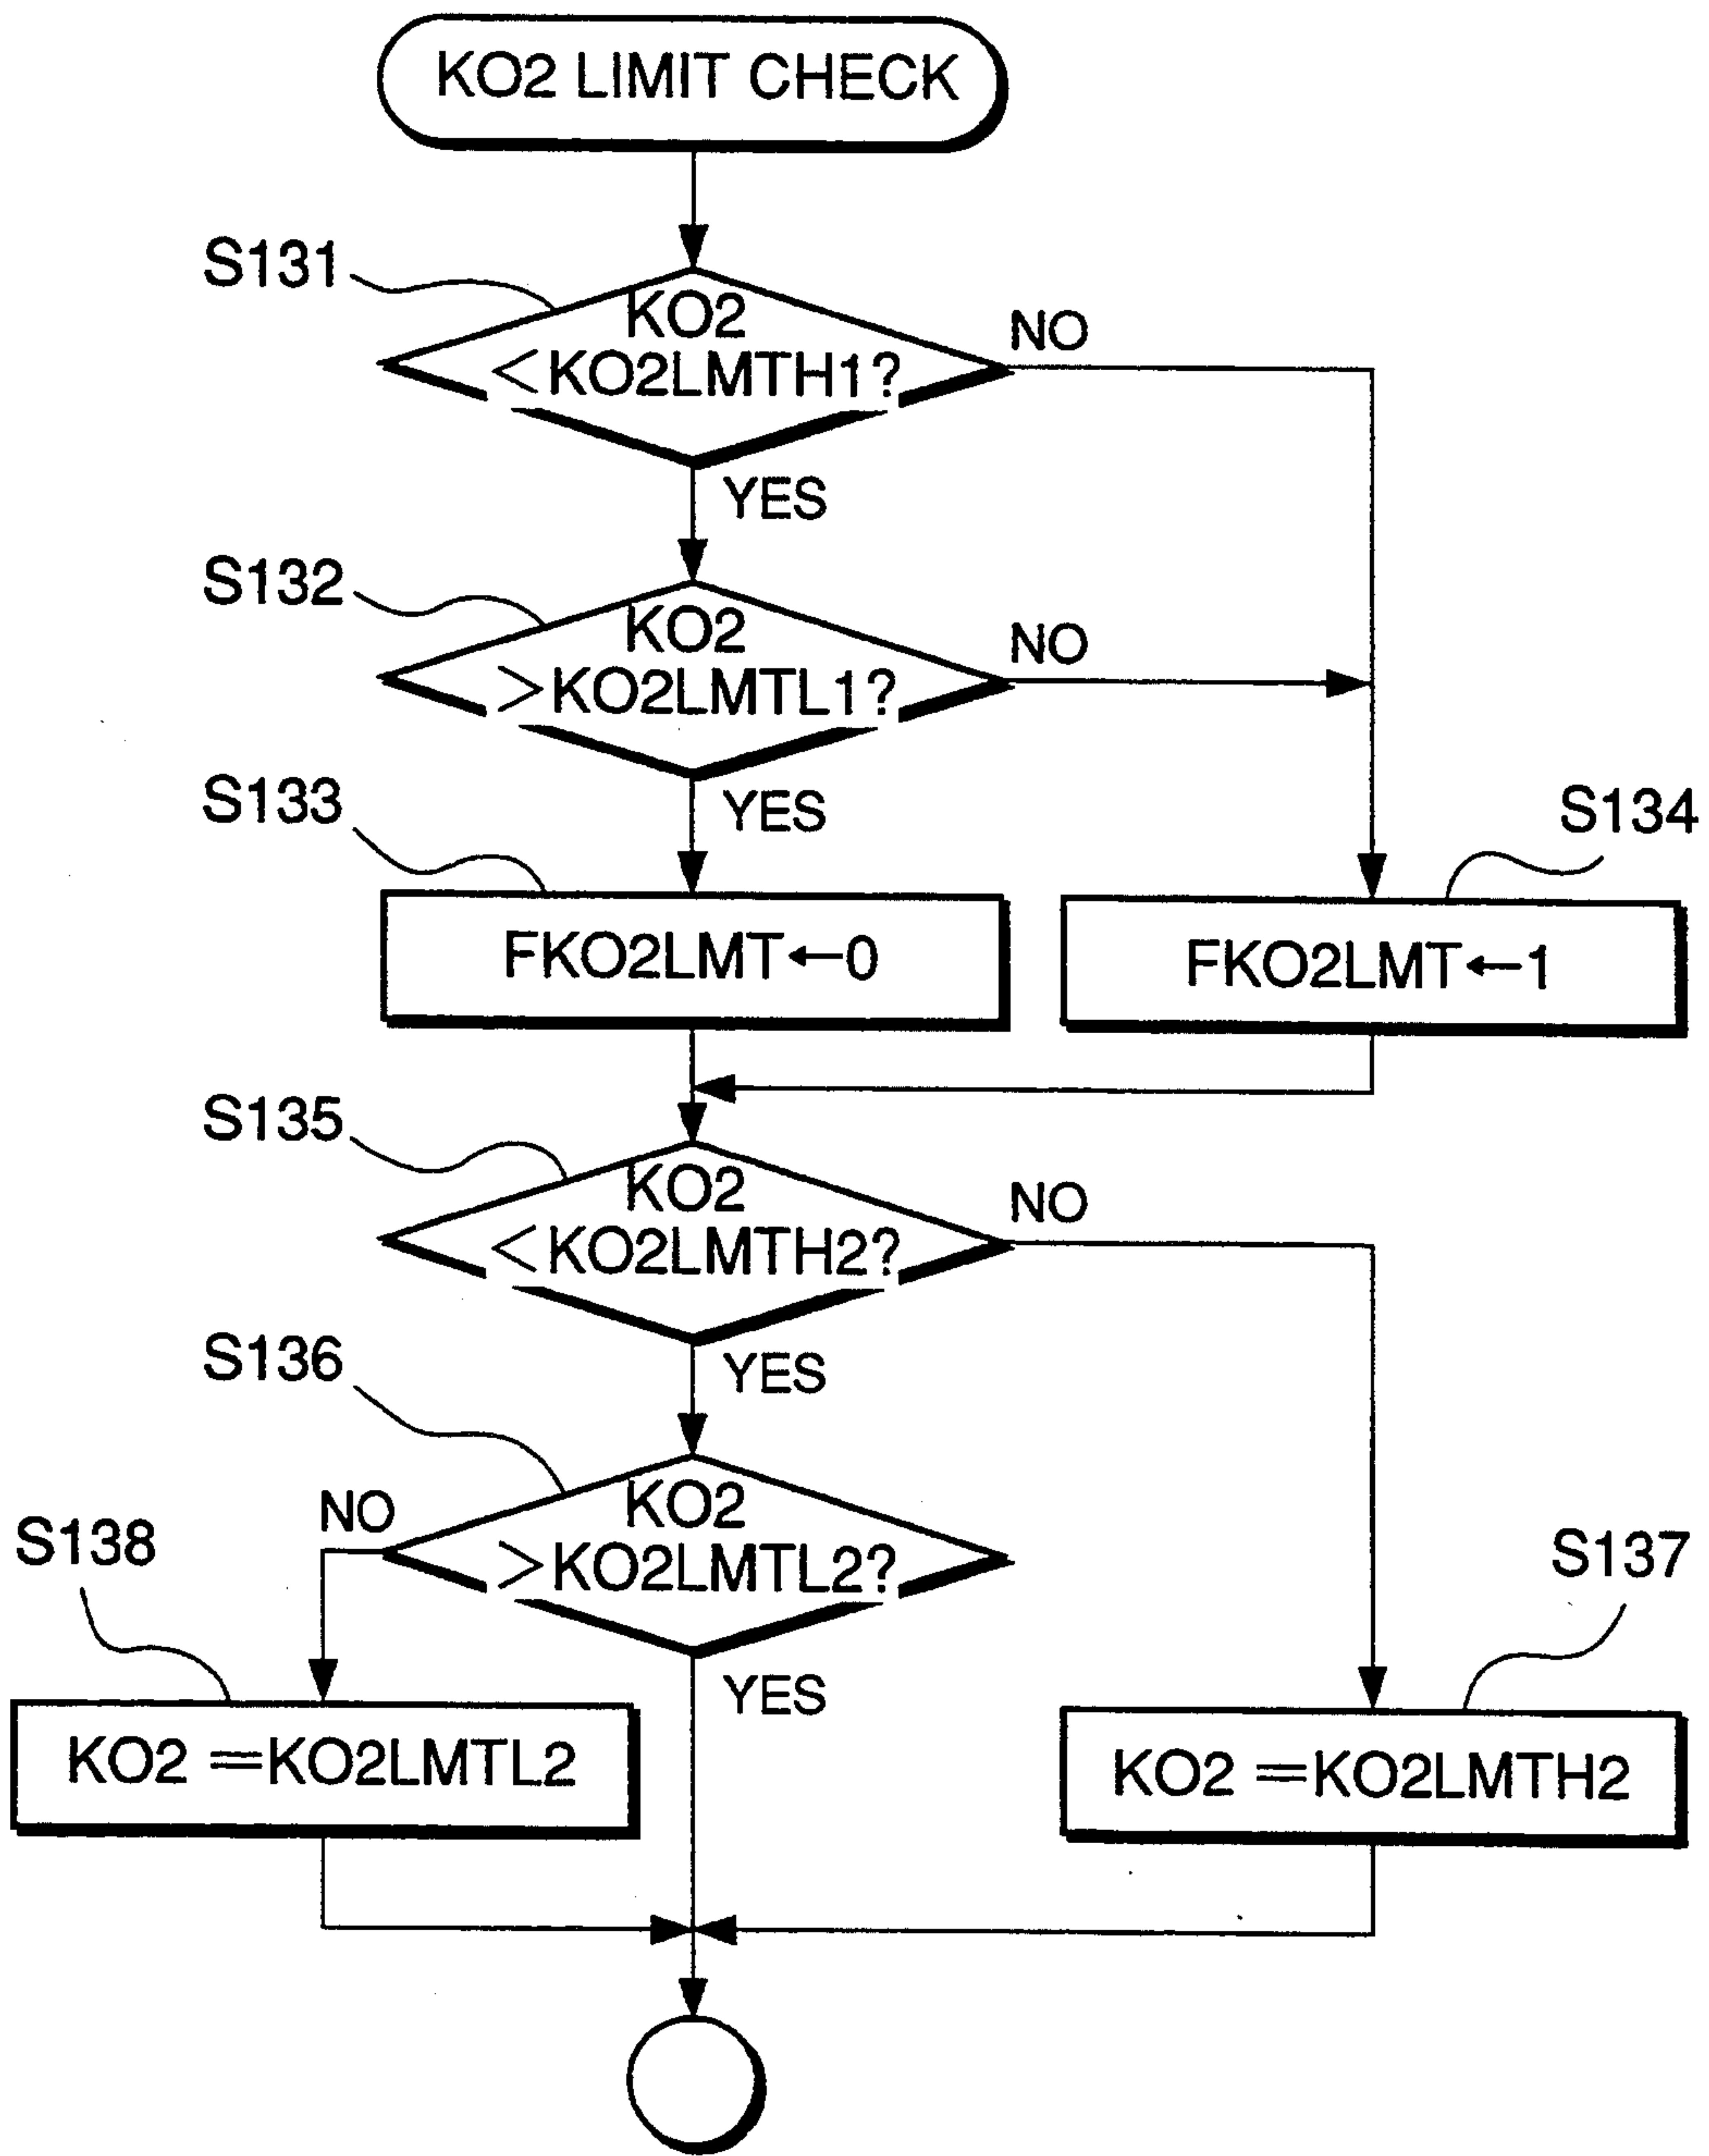 KO2 LIMIT CHECK
S131
KO2
<KO2LMTH1?
NO
YES
S132
KO2
>KO2LMTL1?
NO
YES
S133
S134
FKO2LMT←0
FKO2LMT←1
S135
KO2
<KO2LMTH2?
NO
YES
S136
KO2
>KO2LMTL2?
NO
YES
S138
S137
KO2 =KO2LMTL2
KO2 =KO2LMTH2